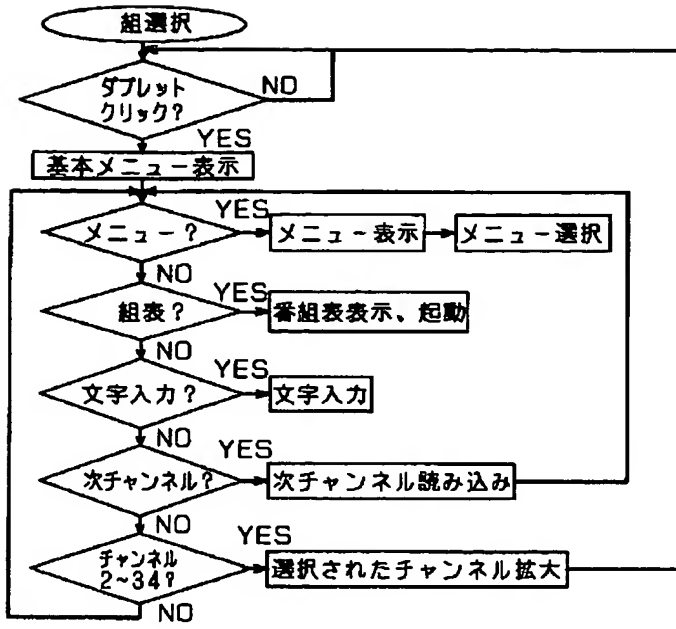 組選択
ダブレット
クリック?
NO
YES
基本メニュー表示
メニュー?
YES
メニュー表示
メニュー選択
NO
組表?
YES
番組表表示、起動
NO
文字入力?
YES
文字入力
NO
次チャンネル?
YES
次チャンネル読み込み
NO
チャンネル
2~34?
YES
選択されたチャンネル拡大
NO